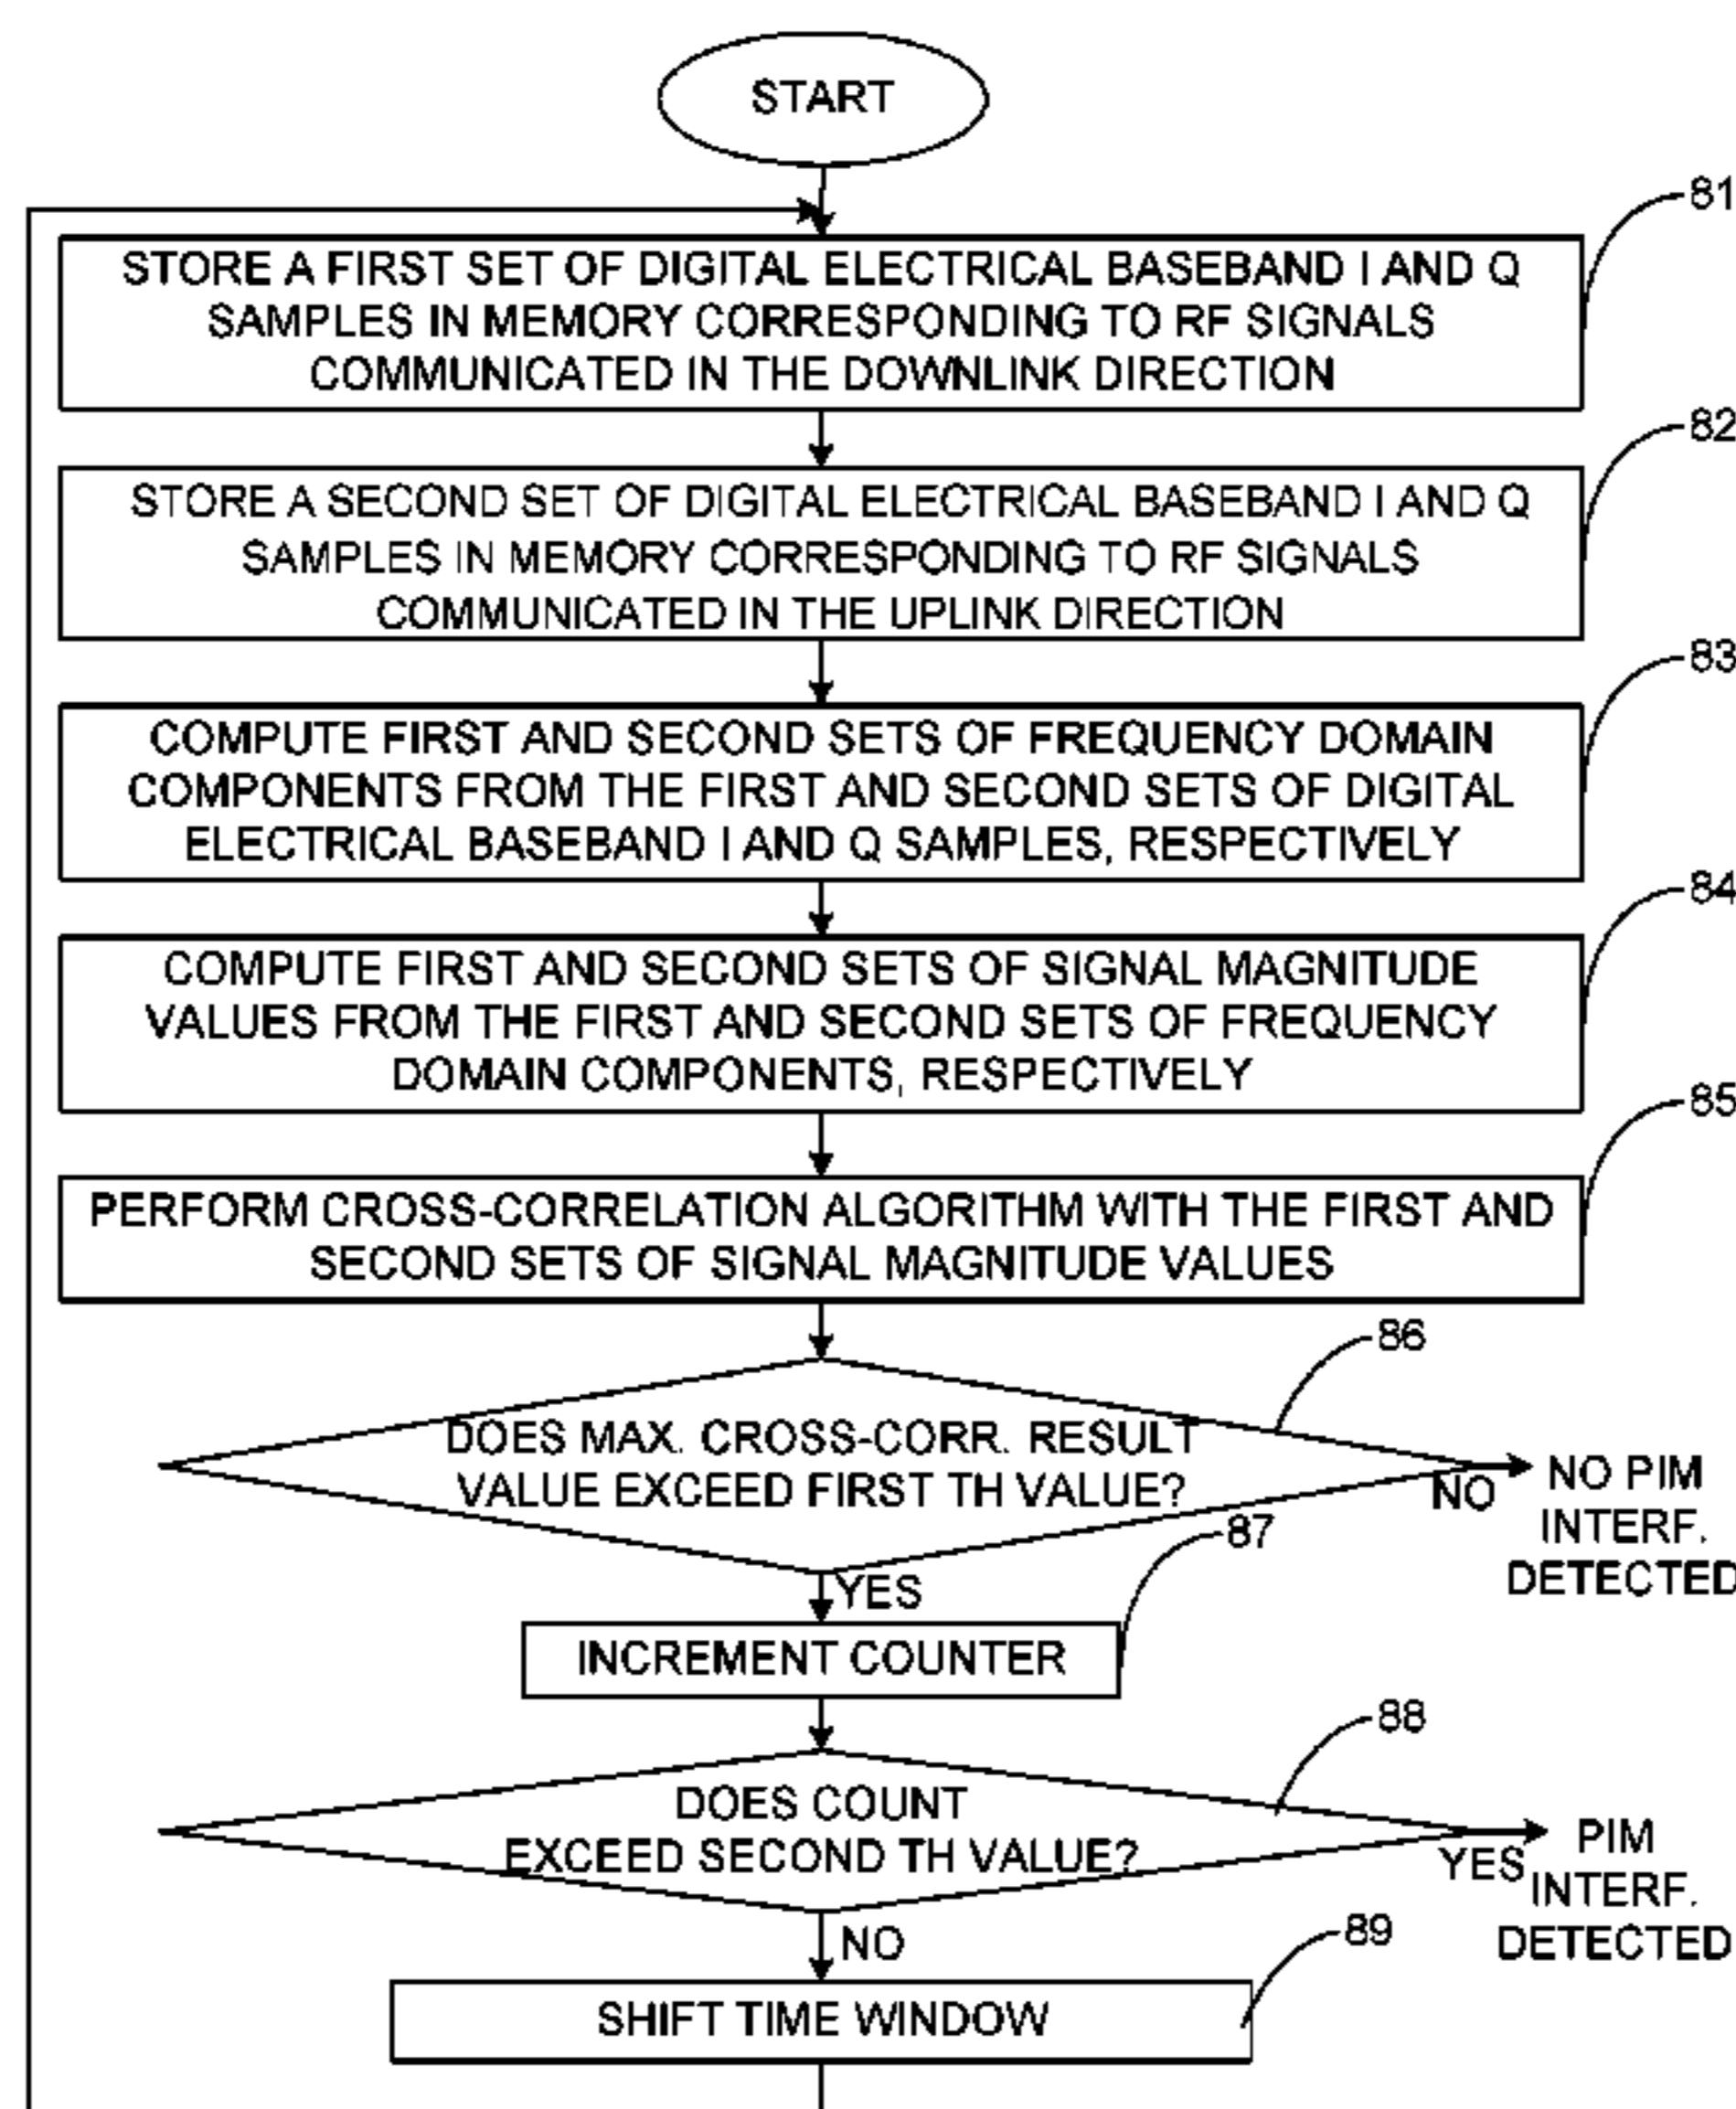 START
81
STORE A FIRST SET OF DIGITAL ELECTRICAL BASEBAND I AND Q
SAMPLES IN MEMORY CORRESPONDING TO RF SIGNALS
COMMUNICATED IN THE DOWNLINK DIRECTION
82
STORE A SECOND SET OF DIGITAL ELECTRICAL BASEBAND I AND Q
SAMPLES IN MEMORY CORRESPONDING TO RF SIGNALS
COMMUNICATED IN THE UPLINK DIRECTION
83
COMPUTE FIRST AND SECOND SETS OF FREQUENCY DOMAIN
COMPONENTS FROM THE FIRST AND SECOND SETS OF DIGITAL
ELECTRICAL BASEBAND I AND Q SAMPLES, RESPECTIVELY
84
COMPUTE FIRST AND SECOND SETS OF SIGNAL MAGNITUDE
VALUES FROM THE FIRST AND SECOND SETS OF FREQUENCY
DOMAIN COMPONENTS, RESPECTIVELY
85
PERFORM CROSS-CORRELATION ALGORITHM WITH THE FIRST AND
SECOND SETS OF SIGNAL MAGNITUDE VALUES
86
DOES MAX. CROSS-CORR. RESULT
VALUE EXCEED FIRST TH VALUE?
NO
NO PIM
INTERF.
DETECTED
87
YES
INCREMENT COUNTER
88
DOES COUNT
EXCEED SECOND TH VALUE?
YES
PIM
INTERF.
DETECTED
NO
89
SHIFT TIME WINDOW